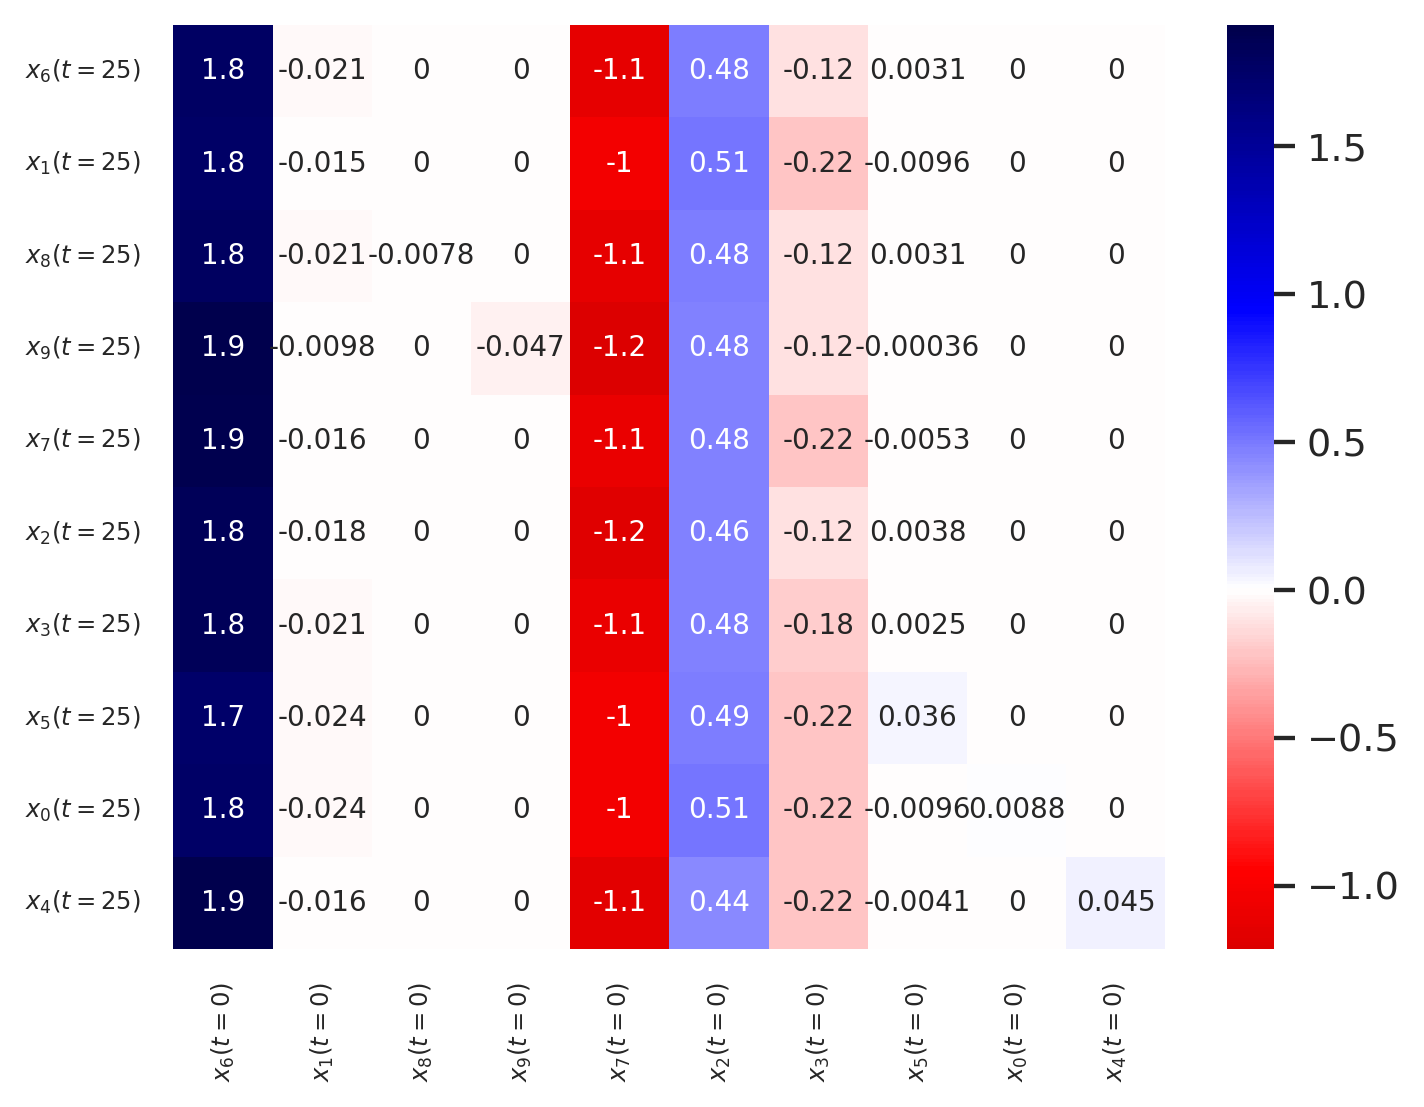 x₆(t = 25) 1.8 -0.021 0 0 -1.1 0.48 -0.12 0.0031 0 0
x₁(t = 25) 1.8 -0.015 0 0 -1 0.51 -0.22 -0.0096 0 0
x₈(t = 25) 1.8 -0.021 -0.0078 0 -1.1 0.48 -0.12 0.0031 0 0
x₉(t = 25) 1.9 -0.0098 0 -0.047 -1.2 0.48 -0.12 -0.00036 0 0
x₇(t = 25) 1.9 -0.016 0 0 -1.1 0.48 -0.22 -0.0053 0 0
x₂(t = 25) 1.8 -0.018 0 0 -1.2 0.46 -0.12 0.0038 0 0
x₃(t = 25) 1.8 -0.021 0 0 -1.1 0.48 -0.18 0.0025 0 0
x₅(t = 25) 1.7 -0.024 0 0 -1 0.49 -0.22 0.036 0 0
x₀(t = 25) 1.8 -0.024 0 0 -1 0.51 -0.22 -0.0096 0.0088 0
x₄(t = 25) 1.9 -0.016 0 0 -1.1 0.44 -0.22 -0.0041 0 0.045
x₆(t = 0) x₁(t = 0) x₈(t = 0) x₉(t = 0) x₇(t = 0) x₂(t = 0) x₃(t = 0) x₅(t = 0) x₀(t = 0) x₄(t = 0)
1.5
1.0
0.5
0.0
−0.5
−1.0